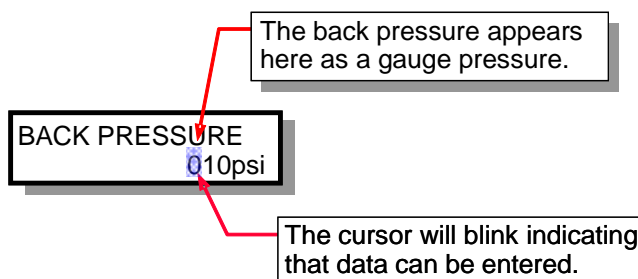 The back pressure appears
here as a gauge pressure.
BACK PRESSURE
010psi
The cursor will blink indicating
that data can be entered.